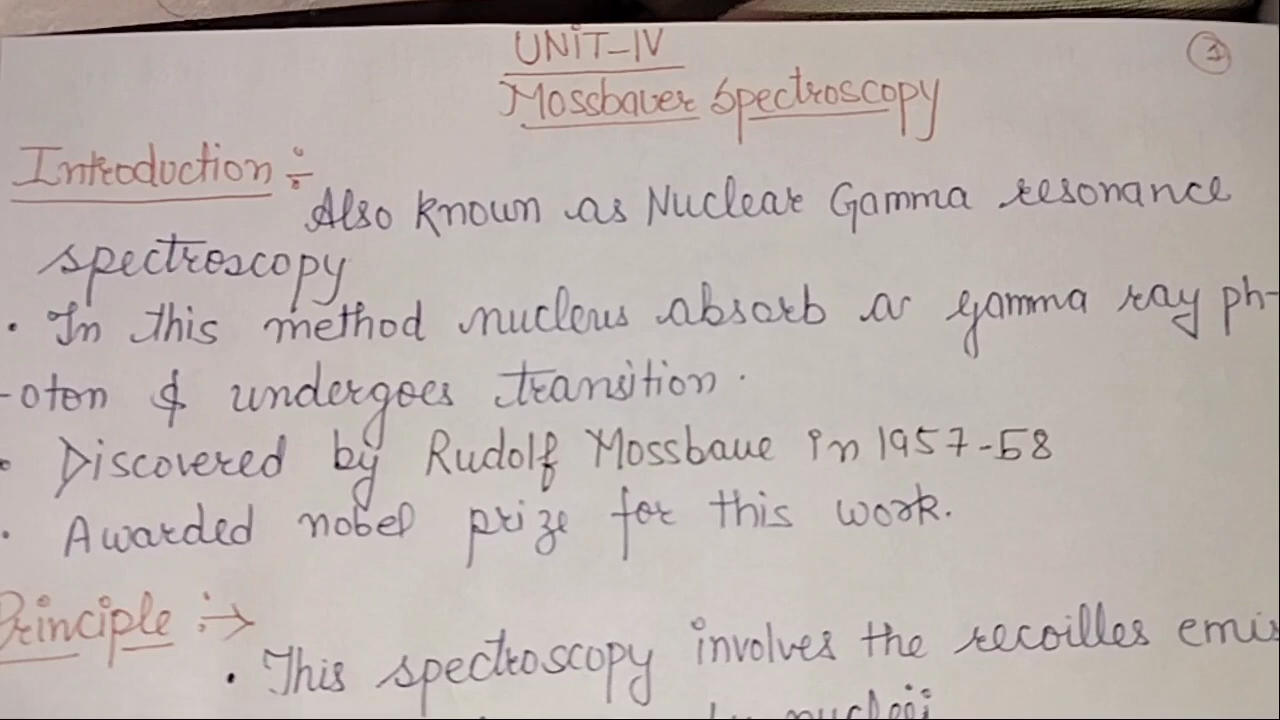 UNIT-IV
1
Mossbauer Spectroscopy
Introduction :-
Also known as Nuclear Gamma resonance
spectroscopy
• In this method nucleus absorb a gamma ray ph-
-oton & undergoes transition.
• Discovered by Rudolf Mossbaue in 1957-58
• Awarded nobel prize for this work.
Principle :→
• This spectroscopy involves the recoilles emis